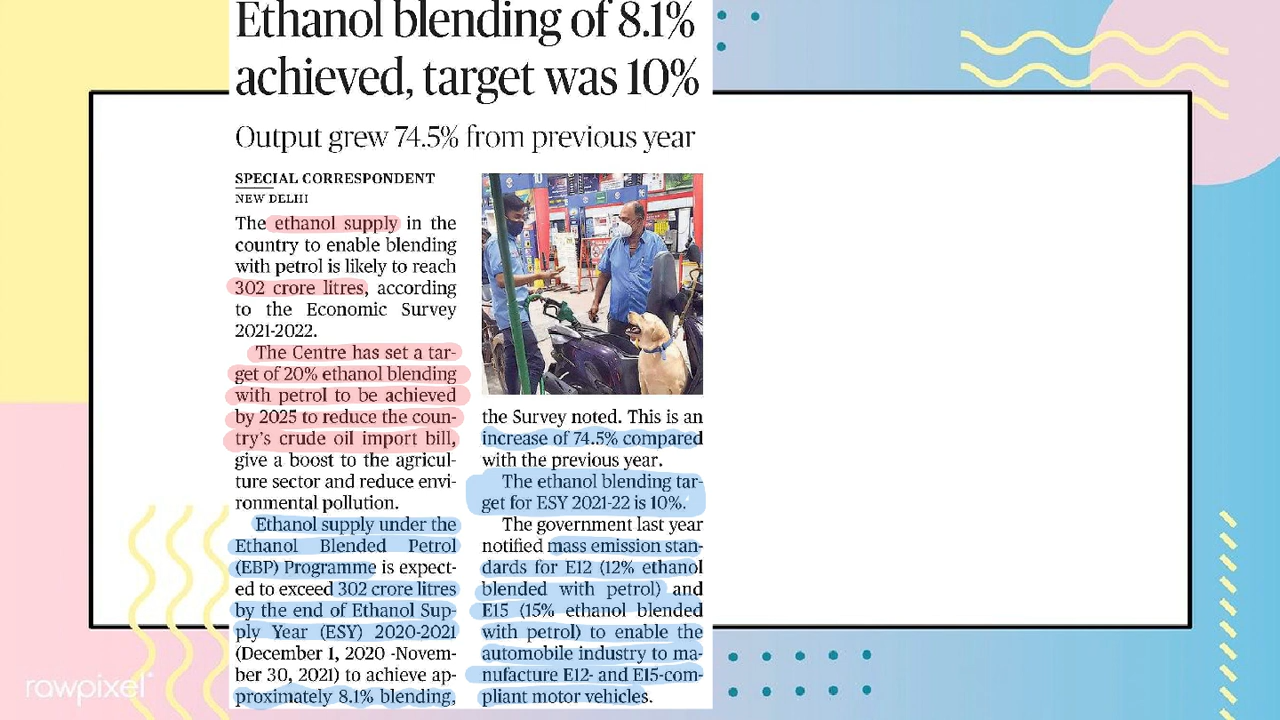 Ethanol blending of 8.1%
achieved, target was 10%
Output grew 74.5% from previous year
SPECIAL CORRESPONDENT
NEW DELHI
The ethanol supply in the
country to enable blending
with petrol is likely to reach
302 crore litres, according
to the Economic Survey
2021-2022.
The Centre has set a tar-
get of 20% ethanol blending
with petrol to be achieved
by 2025 to reduce the coun-
try's crude oil import bill,
give a boost to the agricul-
ture sector and reduce envi-
ronmental pollution.
Ethanol supply under the
Ethanol Blended Petrol
(EBP) Programme is expect-
ed to exceed 302 crore litres
by the end of Ethanol Sup-
ply Year (ESY) 2020-2021
(December 1, 2020 -Novem-
ber 30, 2021) to achieve ap-
proximately 8.1% blending,
the Survey noted. This is an
increase of 74.5% compared
with the previous year.
The ethanol blending tar-
get for ESY 2021-22 is 10%.
The government last year
notified mass emission stan-
dards for E12 (12% ethanol
blended with petrol) and
E15 (15% ethanol blended
with petrol) to enable the
automobile industry to ma-
nufacture E12- and E15-com-
pliant motor vehicles.
rawpixel